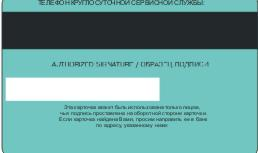 ТЕЛЕФОН КРУГЛОСУТОЧНОЙ СЕРВИСНОЙ СЛУЖБЫ:
AUTHORIZED SIGNATURE / ОБРАЗЕЦ ПОДПИСИ
Эта карточка может быть использована только лицом,
чья подпись проставлена на оборотной стороне карточки.
Если карточка найдена Вами, просим направить ее в банк
по адресу, указанному ниже: